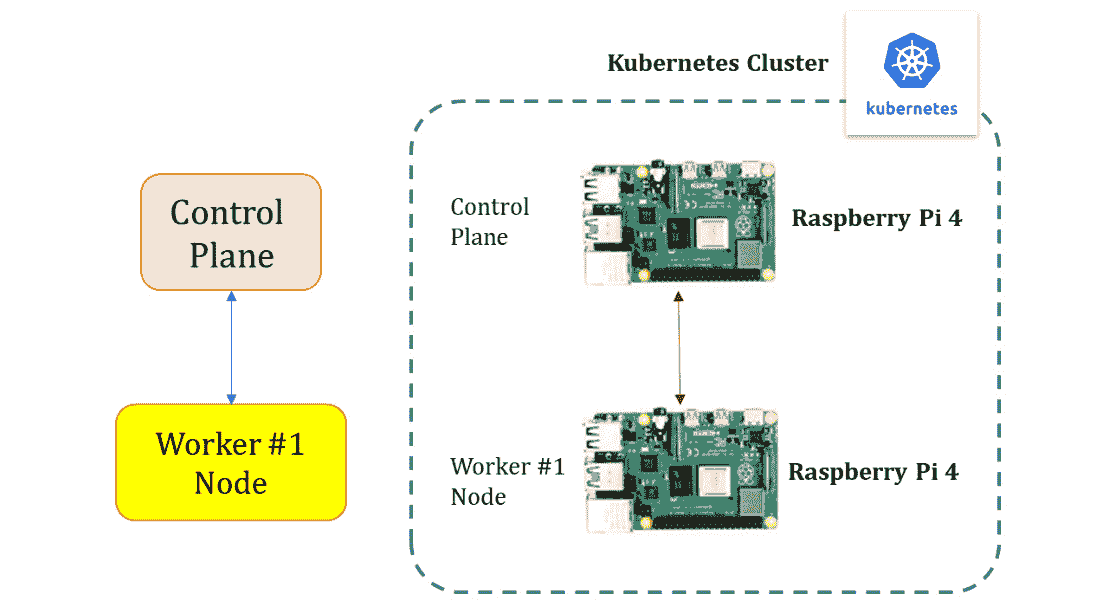 Kubernetes Cluster
kubernetes
Control
Plane
Control
Plane
Raspberry Pi 4
Worker #1
Node
Worker #1
Node
Raspberry Pi 4